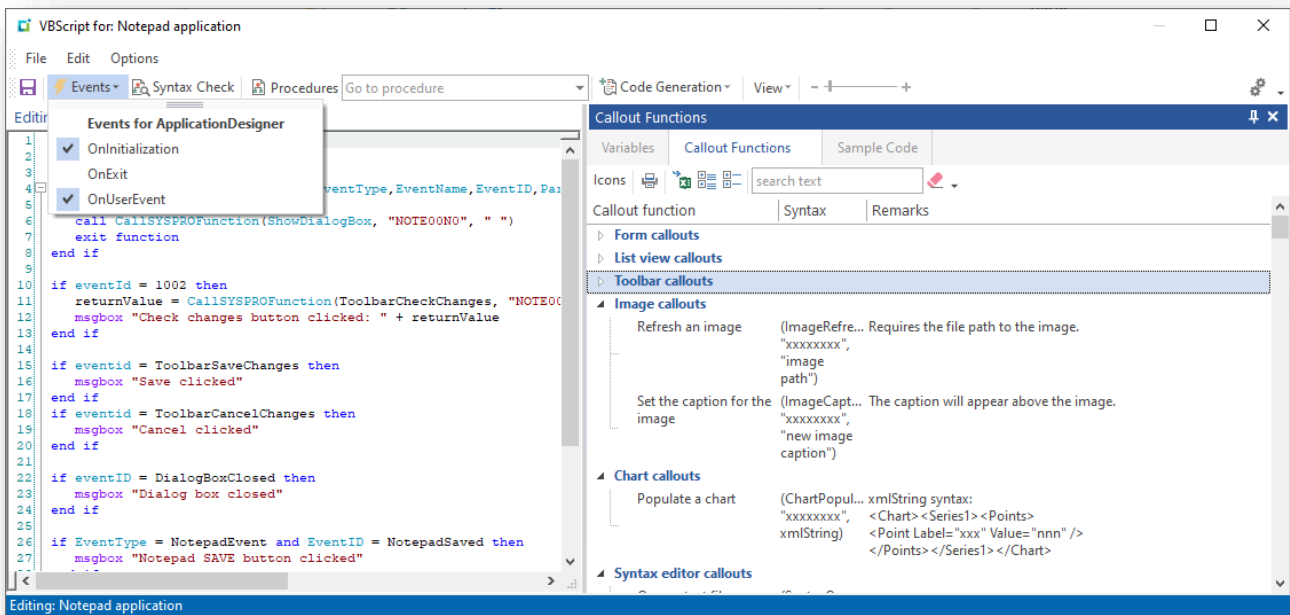 VBScript for: Notepad application
File Edit Options
Events Syntax Check Procedures Go to procedure Code Generation View
Editin
Events for ApplicationDesigner
OnInitialization
OnExit
OnUserEvent
1
2
3
4 ventType,EventName,EventID,Par
5
6 call CallSYSPROFunction(ShowDialogBox, "NOTE00N0", " ")
7 exit function
8 end if
9
10 if eventId = 1002 then
11 returnValue = CallSYSPROFunction(ToolbarCheckChanges, "NOTE00
12 msgbox "Check changes button clicked: " + returnValue
13 end if
14
15 if eventid = ToolbarSaveChanges then
16 msgbox "Save clicked"
17 end if
18 if eventid = ToolbarCancelChanges then
19 msgbox "Cancel clicked"
20 end if
21
22 if eventID = DialogBoxClosed then
23 msgbox "Dialog box closed"
24 end if
25
26 if EventType = NotepadEvent and EventID = NotepadSaved then
27 msgbox "Notepad SAVE button clicked"
Callout Functions
Variables Callout Functions Sample Code
Icons search text
Callout function Syntax Remarks
Form callouts
List view callouts
Toolbar callouts
Image callouts
Refresh an image (ImageRefre... Requires the file path to the image.
"xxxxxxxx",
"image
path")
Set the caption for the (ImageCapt... The caption will appear above the image.
image "xxxxxxxx",
"new image
caption")
Chart callouts
Populate a chart (ChartPopul... xmlString syntax:
"xxxxxxxx", <Chart><Series1><Points>
xmlString) <Point Label="xxx" Value="nnn" />
</Points></Series1></Chart>
Syntax editor callouts
Editing: Notepad application